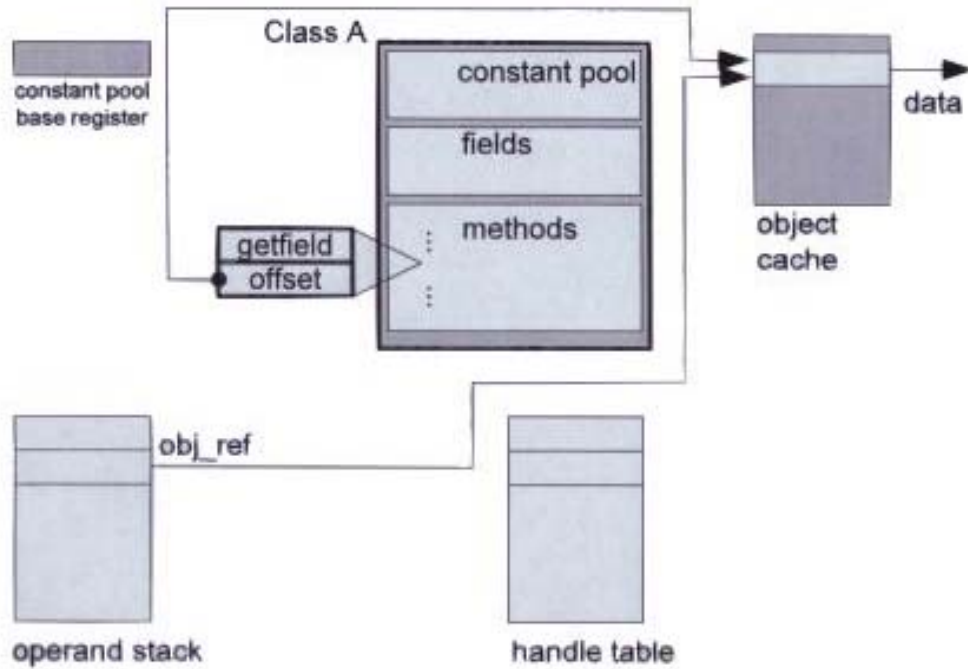 Class A
constant pool
base register
constant pool
fields
methods
getfield
offset
data
object
cache
obj_ref
operand stack
handle table